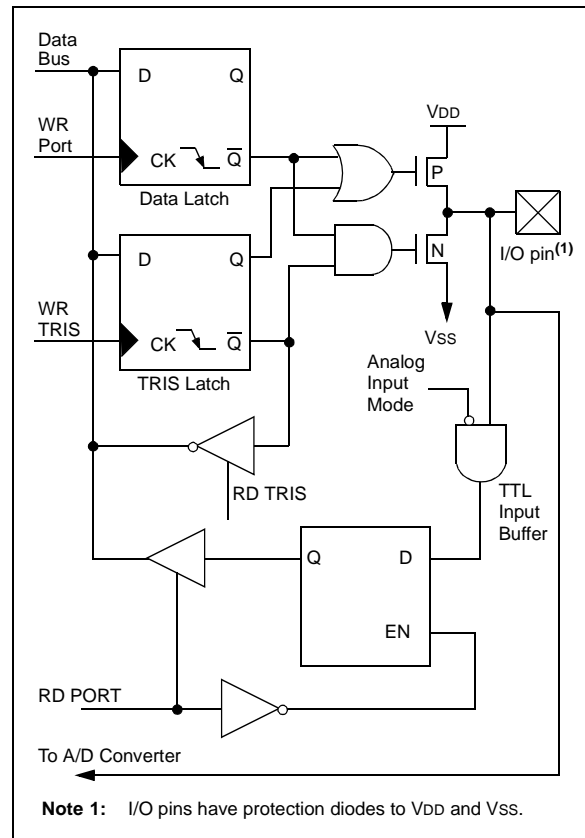 Data
Bus
D Q
WR
Port
CK Q
Data Latch
VDD
P
I/O pin(1)
N
D Q
WR
TRIS
CK Q
TRIS Latch
VSS
Analog
Input
Mode
RD TRIS
TTL
Input
Buffer
Q D
EN
RD PORT
To A/D Converter
Note 1: I/O pins have protection diodes to VDD and VSS.